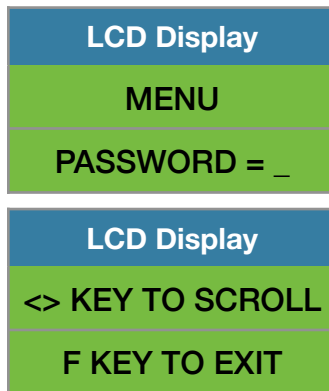 LCD Display
MENU
PASSWORD = _
LCD Display
<> KEY TO SCROLL
F KEY TO EXIT